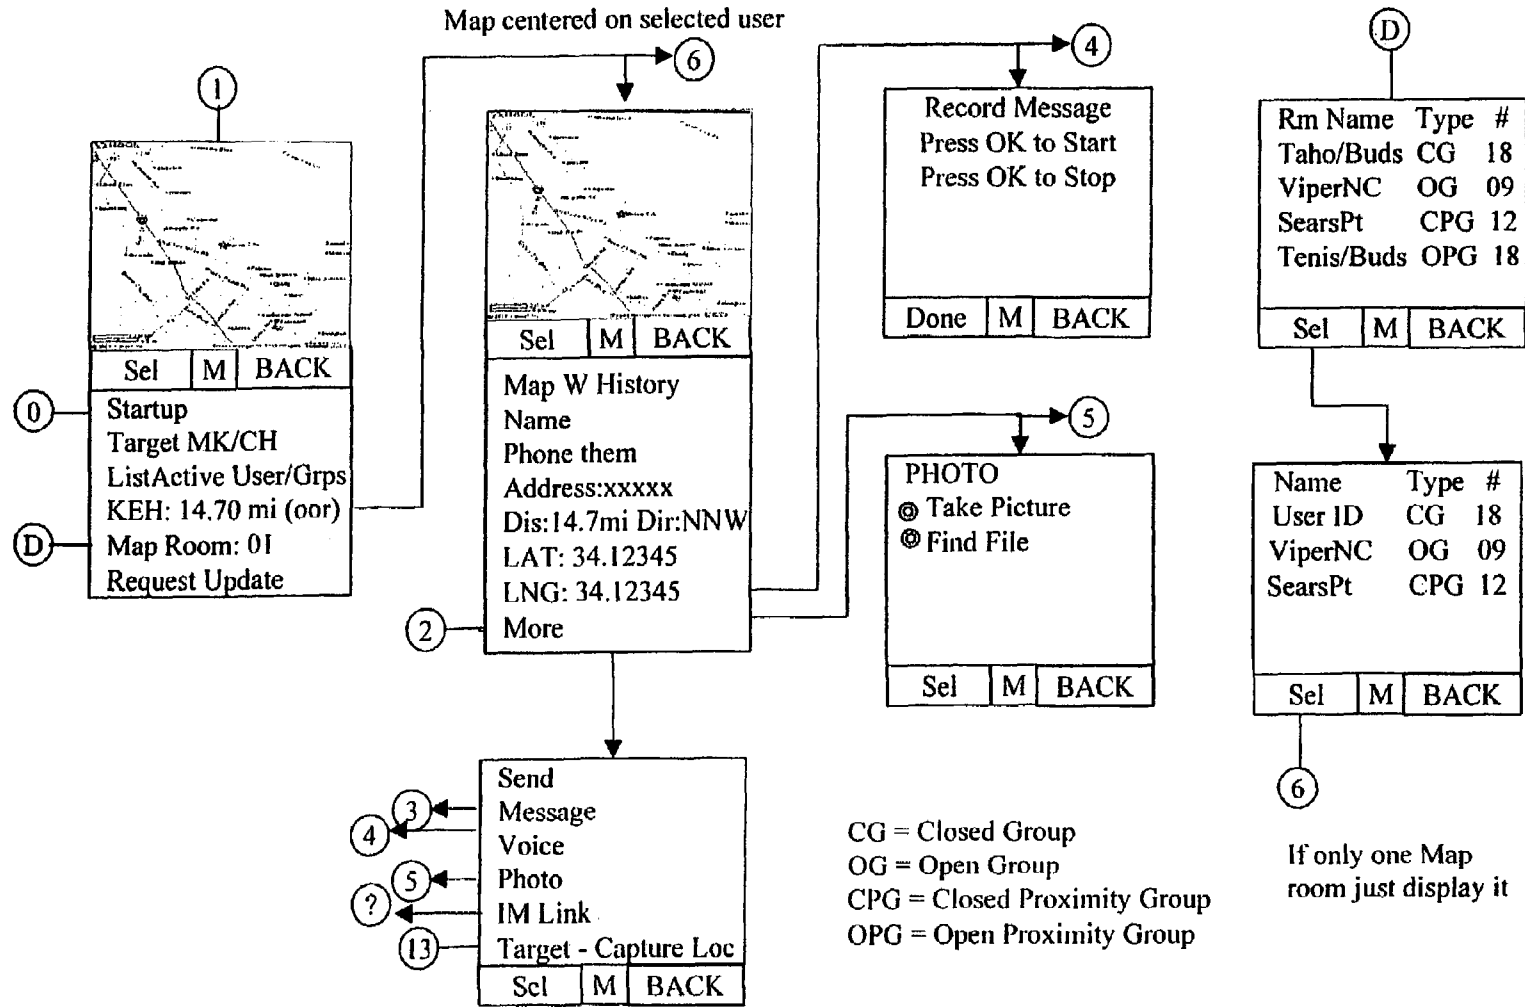 Map centered on selected user
1
Sel M BACK
0
Startup
Target MK/CH
ListActive User/Grps
KEH: 14.70 mi (oor)
D
Map Room: 01
Request Update
6
Sel M BACK
Map W History
Name
Phone them
Address:xxxxx
Dis:14.7mi Dir:NNW
LAT: 34.12345
LNG: 34.12345
2
More
Send
3
Message
4
Voice
5
Photo
?
IM Link
13
Target - Capture Loc
Sel M BACK
4
Record Message
Press OK to Start
Press OK to Stop
Done M BACK
5
PHOTO
Take Picture
Find File
Sel M BACK
CG = Closed Group
OG = Open Group
CPG = Closed Proximity Group
OPG = Open Proximity Group
D
Rm Name Type #
Taho/Buds CG 18
ViperNC OG 09
SearsPt CPG 12
Tenis/Buds OPG 18
Sel M BACK
Name Type #
User ID CG 18
ViperNC OG 09
SearsPt CPG 12
Sel M BACK
6
If only one Map
room just display it